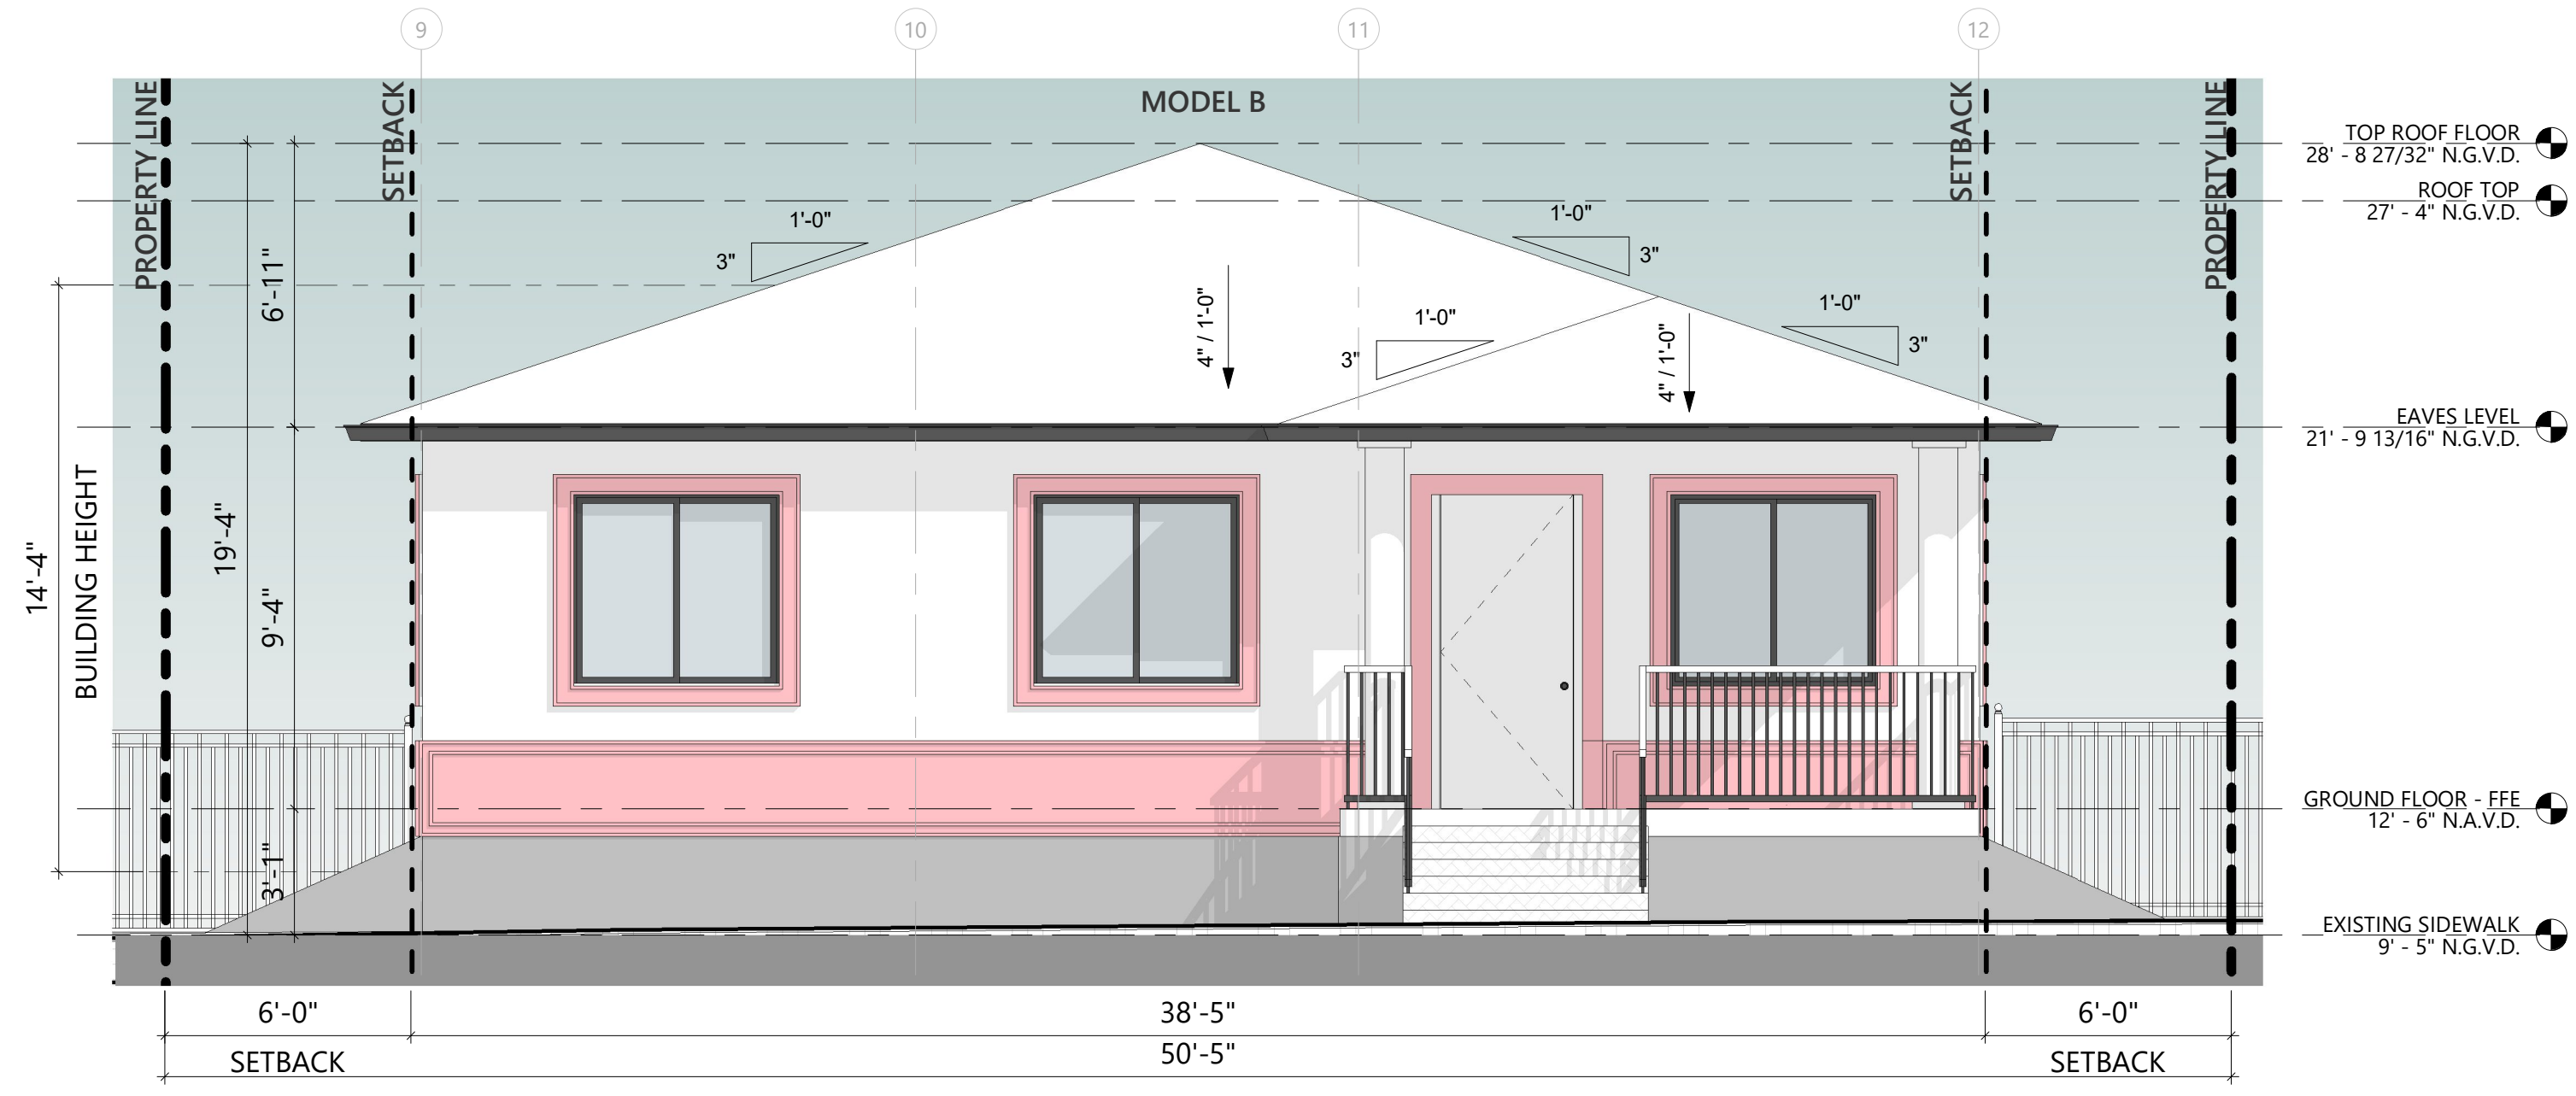 9
10
11
12
MODEL B
PROPERTY LINE
SETBACK
SETBACK
PROPERTY LINE
TOP ROOF FLOOR
28' - 8 27/32" N.G.V.D.
ROOF TOP
27' - 4" N.G.V.D.
1'-0"
3"
1'-0"
3"
6'-11"
4" / 1'-0"
1'-0"
3"
4" / 1'-0"
1'-0"
3"
EAVES LEVEL
21' - 9 13/16" N.G.V.D.
14'-4"
BUILDING HEIGHT
19'-4"
9'-4"
3'-1"
GROUND FLOOR - FFE
12' - 6" N.A.V.D.
EXISTING SIDEWALK
9' - 5" N.G.V.D.
6'-0"
38'-5"
6'-0"
SETBACK
50'-5"
SETBACK